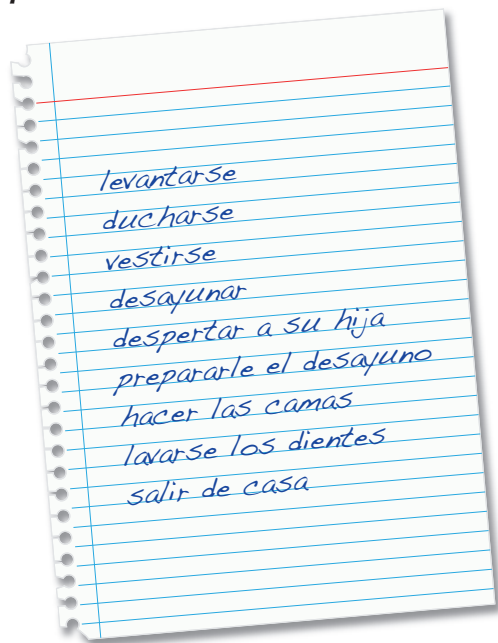 levantarse
ducharse
vestirse
desayunar
despertar a su hija
prepararle el desayuno
hacer las camas
lavarse los dientes
salir de casa